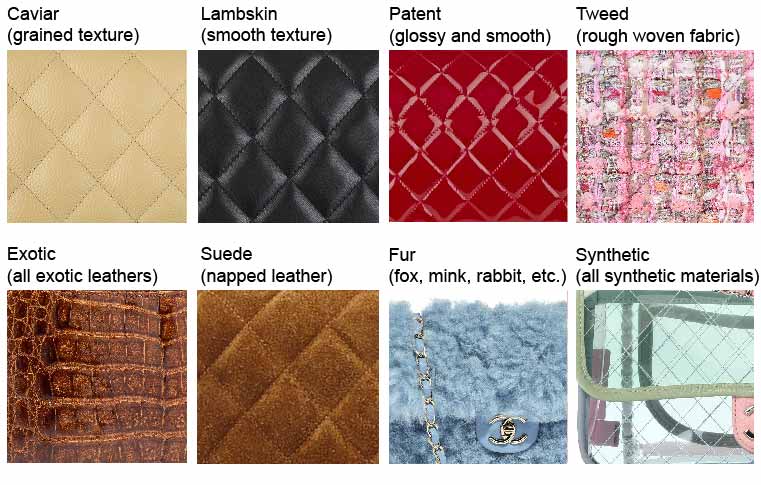 Caviar
(grained texture)
Lambskin
(smooth texture)
Patent
(glossy and smooth)
Tweed
(rough woven fabric)
Exotic
(all exotic leathers)
Suede
(napped leather)
Fur
(fox, mink, rabbit, etc.)
Synthetic
(all synthetic materials)